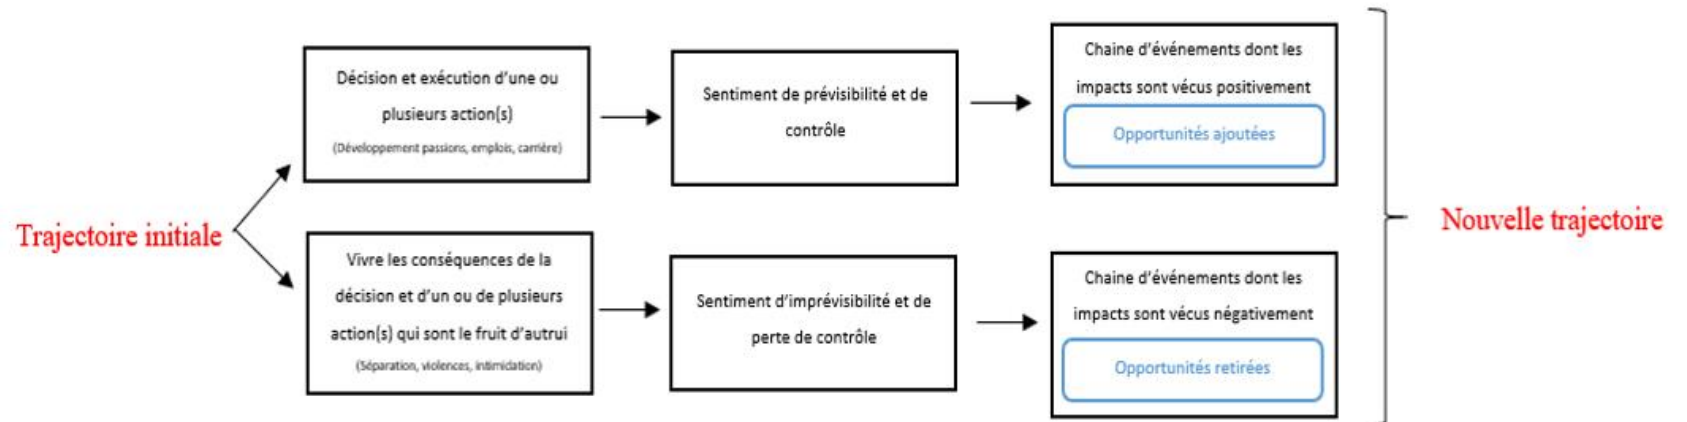 Trajectoire initiale
Décision et exécution d'une ou
plusieurs action(s)
(Développement passions, emplois, carrière)
Sentiment de prévisibilité et de
contrôle
Chaine d'événements dont les
impacts sont vécus positivement
Opportunités ajoutées
Vivre les conséquences de la
décision et d'un ou de plusieurs
action(s) qui sont le fruit d'autrui
(Séparation, violences, intimidation)
Sentiment d'imprévisibilité et de
perte de contrôle
Chaine d'événements dont les
impacts sont vécus négativement
Opportunités retirées
Nouvelle trajectoire